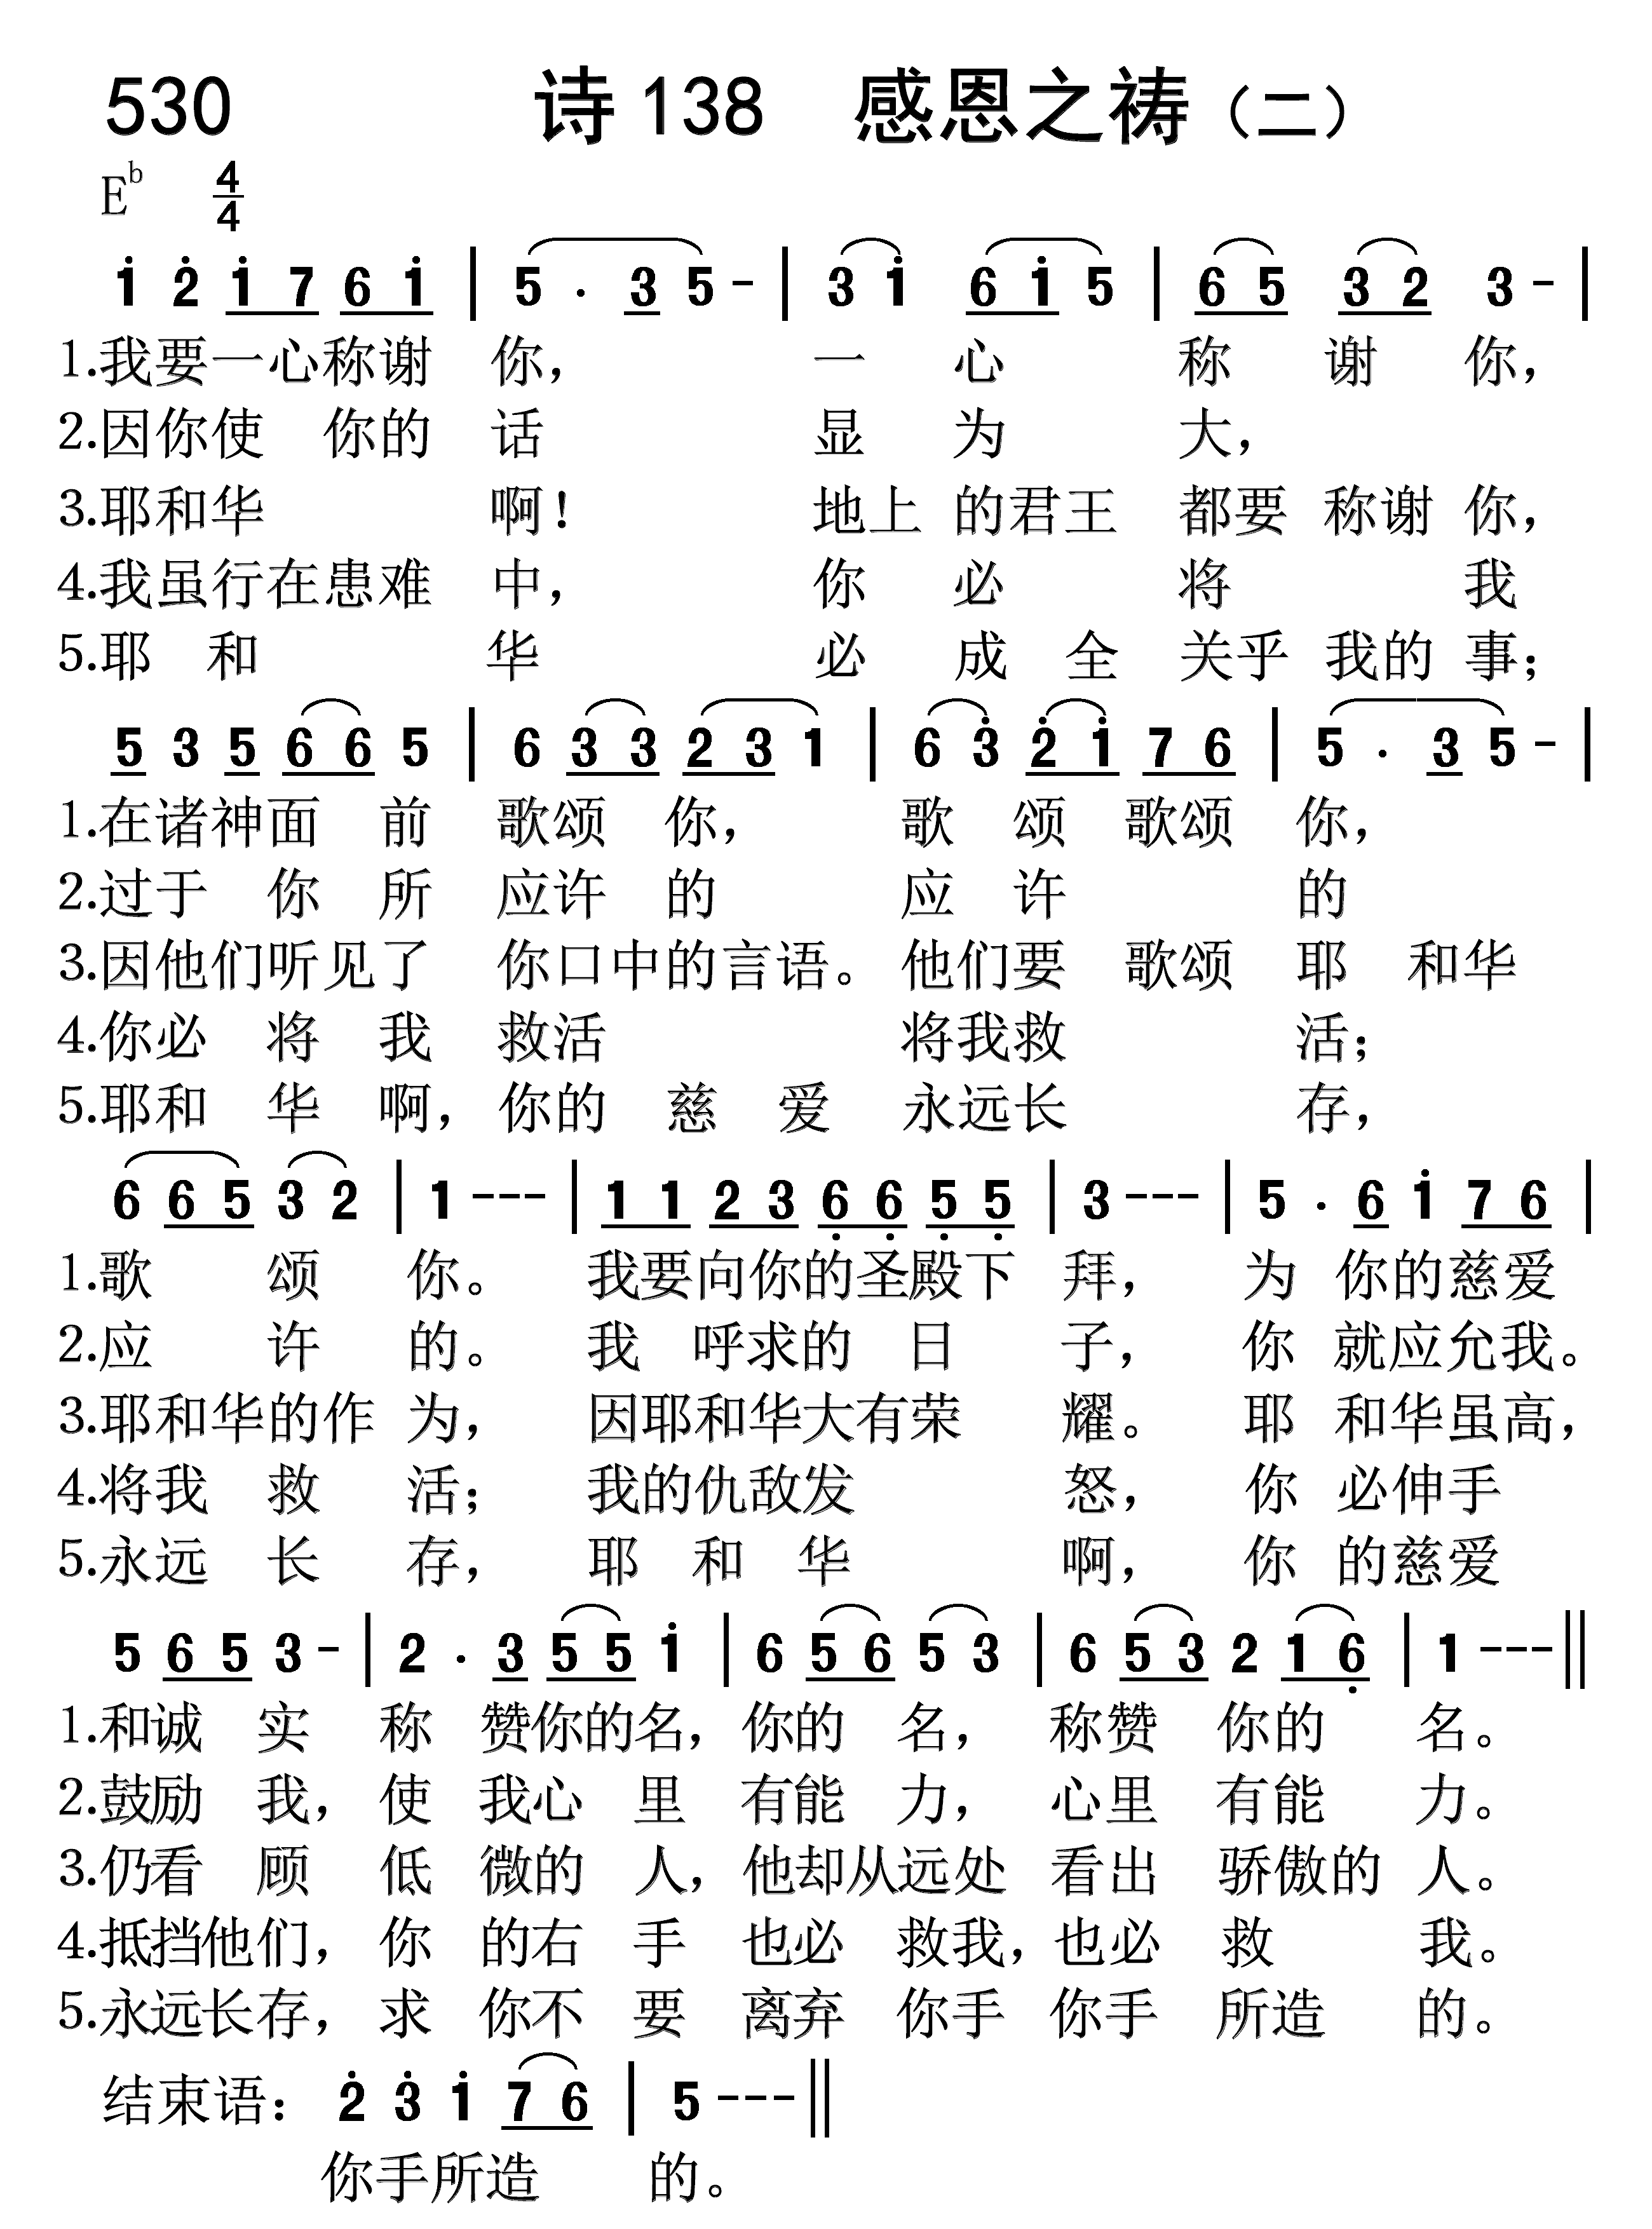 530 诗138 感恩之祷（二）
E♭ 4/4
1̇ 2̇ 1̇ 7 6 1̇ | 5 . 3 5 - | 3 1̇ 6 1̇ 5 | 6 5 3 2 3 - |
1.我要一心称谢 你， 一 心 称 谢 你，
2.因你使 你的 话 显 为 大，
3.耶和华 啊！ 地上 的君王 都要 称谢 你，
4.我虽行在患难 中， 你 必 将 我
5.耶 和 华 必 成 全 关乎 我的 事；
5 3 5 6 6 5 | 6 3 3 2 3 1 | 6 3̇ 2̇ 1̇ 7 6 | 5 . 3 5 - |
1.在诸神面 前 歌颂 你， 歌 颂 歌颂 你，
2.过于 你 所 应许 的 应 许 的
3.因他们听见了 你口中的言语。 他们要 歌颂 耶 和华
4.你必 将 我 救活 将我救 活；
5.耶和 华 啊， 你的 慈 爱 永远长 存，
6 6 5 3 2 | 1 - - - | 1 1 2 3 6̣ 6̣ 5̣ 5̣ | 3 - - - | 5 . 6 1̇ 7 6 |
1.歌 颂 你。 我要向你的圣殿下 拜， 为 你的慈爱
2.应 许 的。 我 呼求的 日 子， 你 就应允我。
3.耶和华的作 为， 因耶和华大有荣 耀。 耶 和华虽高，
4.将我 救 活； 我的仇敌发 怒， 你 必伸手
5.永远 长 存， 耶 和 华 啊， 你 的慈爱
5 6 5 3 - | 2 . 3 5 5 1̇ | 6 5 6 5 3 | 6 5 3 2 1 6̣ | 1 - - - ‖
1.和诚 实 称 赞你的名，你的 名， 称赞 你的 名。
2.鼓励 我， 使 我心 里 有能 力， 心里 有能 力。
3.仍看 顾 低 微的 人，他却从远处 看出 骄傲的 人。
4.抵挡他们， 你 的右 手 也必 救我，也必 救 我。
5.永远长存， 求 你不 要 离弃 你手 你手 所造 的。
结束语： 2̇ 3̇ 1̇ 7 6 | 5 - - - ‖
你手所造 的。